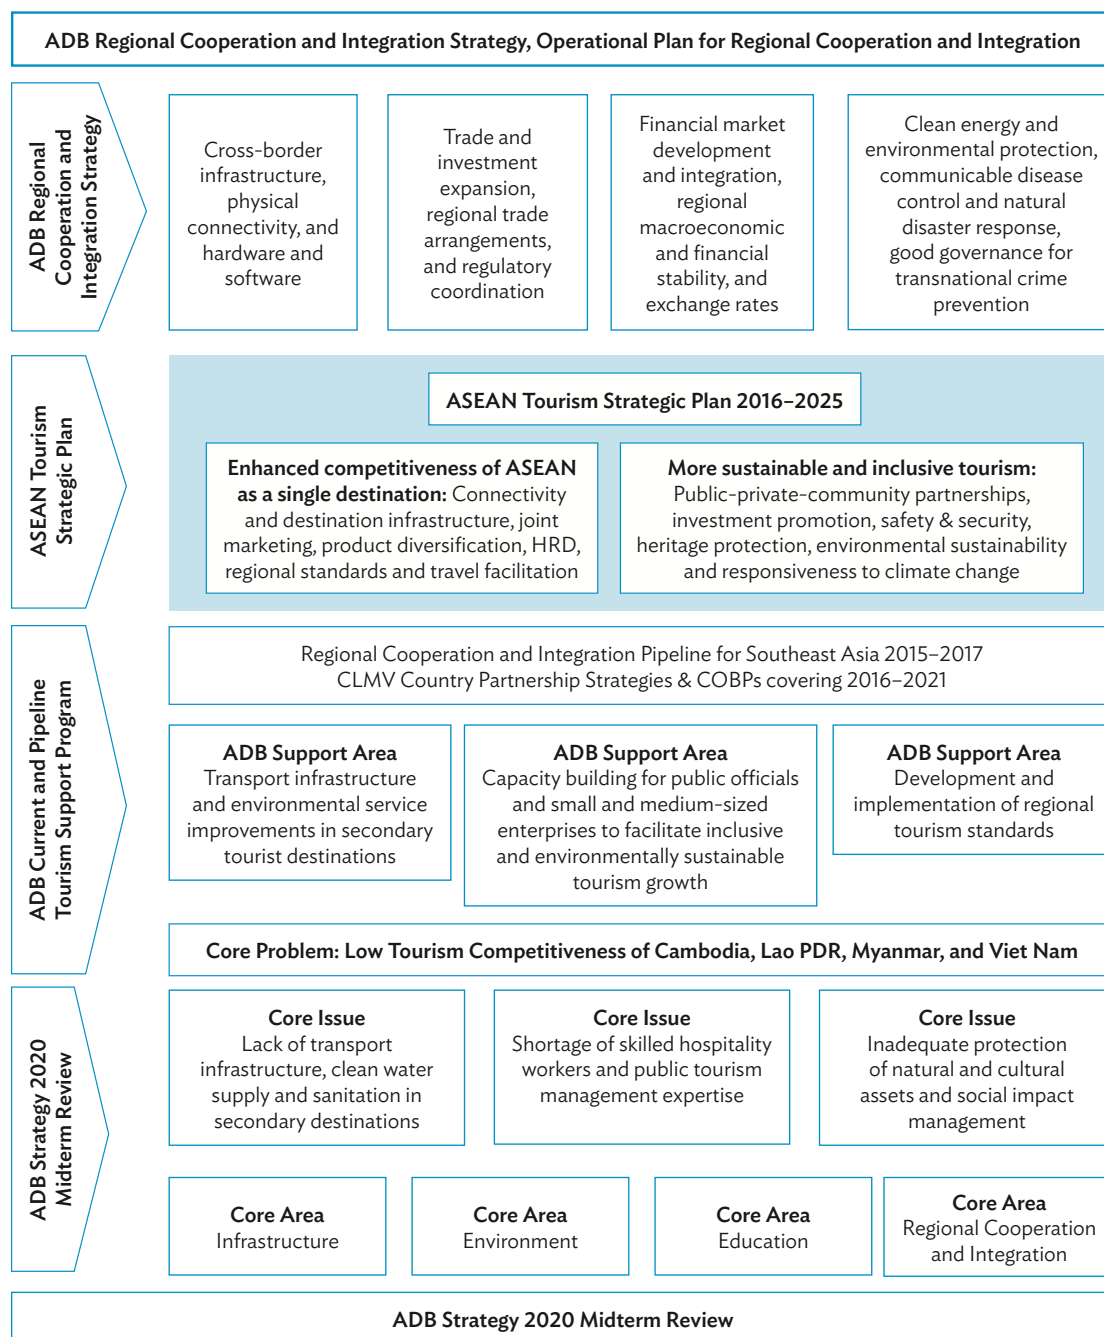 ADB Regional Cooperation and Integration Strategy, Operational Plan for Regional Cooperation and Integration
ADB Regional
Cooperation and
Integration Strategy
Cross-border
infrastructure,
physical
connectivity, and
hardware and
software
Trade and
investment
expansion,
regional trade
arrangements,
and regulatory
coordination
Financial market
development
and integration,
regional
macroeconomic
and financial
stability, and
exchange rates
Clean energy and
environmental protection,
communicable disease
control and natural
disaster response,
good governance for
transnational crime
prevention
ASEAN Tourism
Strategic Plan
ASEAN Tourism Strategic Plan 2016–2025
Enhanced competitiveness of ASEAN
as a single destination: Connectivity
and destination infrastructure, joint
marketing, product diversification, HRD,
regional standards and travel facilitation
More sustainable and inclusive tourism:
Public-private-community partnerships,
investment promotion, safety & security,
heritage protection, environmental sustainability
and responsiveness to climate change
ADB Current and Pipeline
Tourism Support Program
Regional Cooperation and Integration Pipeline for Southeast Asia 2015–2017
CLMV Country Partnership Strategies & COBPs covering 2016–2021
ADB Support Area
Transport infrastructure
and environmental service
improvements in secondary
tourist destinations
ADB Support Area
Capacity building for public officials
and small and medium-sized
enterprises to facilitate inclusive
and environmentally sustainable
tourism growth
ADB Support Area
Development and
implementation of regional
tourism standards
Core Problem: Low Tourism Competitiveness of Cambodia, Lao PDR, Myanmar, and Viet Nam
ADB Strategy 2020
Midterm Review
Core Issue
Lack of transport
infrastructure, clean water
supply and sanitation in
secondary destinations
Core Issue
Shortage of skilled hospitality
workers and public tourism
management expertise
Core Issue
Inadequate protection
of natural and cultural
assets and social impact
management
Core Area
Infrastructure
Core Area
Environment
Core Area
Education
Core Area
Regional Cooperation
and Integration
ADB Strategy 2020 Midterm Review